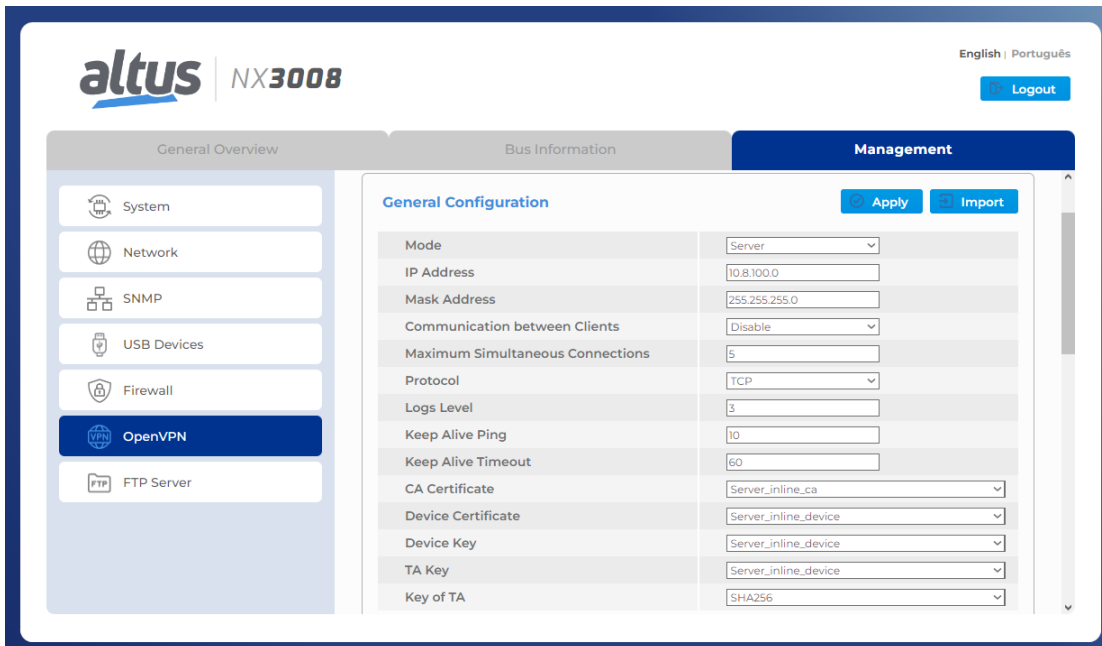 altus NX3008
English | Português
Logout
General Overview Bus Information Management
System
Network
SNMP
USB Devices
Firewall
VPN OpenVPN
FTP FTP Server
General Configuration Apply Import
Mode Server
IP Address 10.8.100.0
Mask Address 255.255.255.0
Communication between Clients Disable
Maximum Simultaneous Connections 5
Protocol TCP
Logs Level 3
Keep Alive Ping 10
Keep Alive Timeout 60
CA Certificate Server_inline_ca
Device Certificate Server_inline_device
Device Key Server_inline_device
TA Key Server_inline_device
Key of TA SHA256